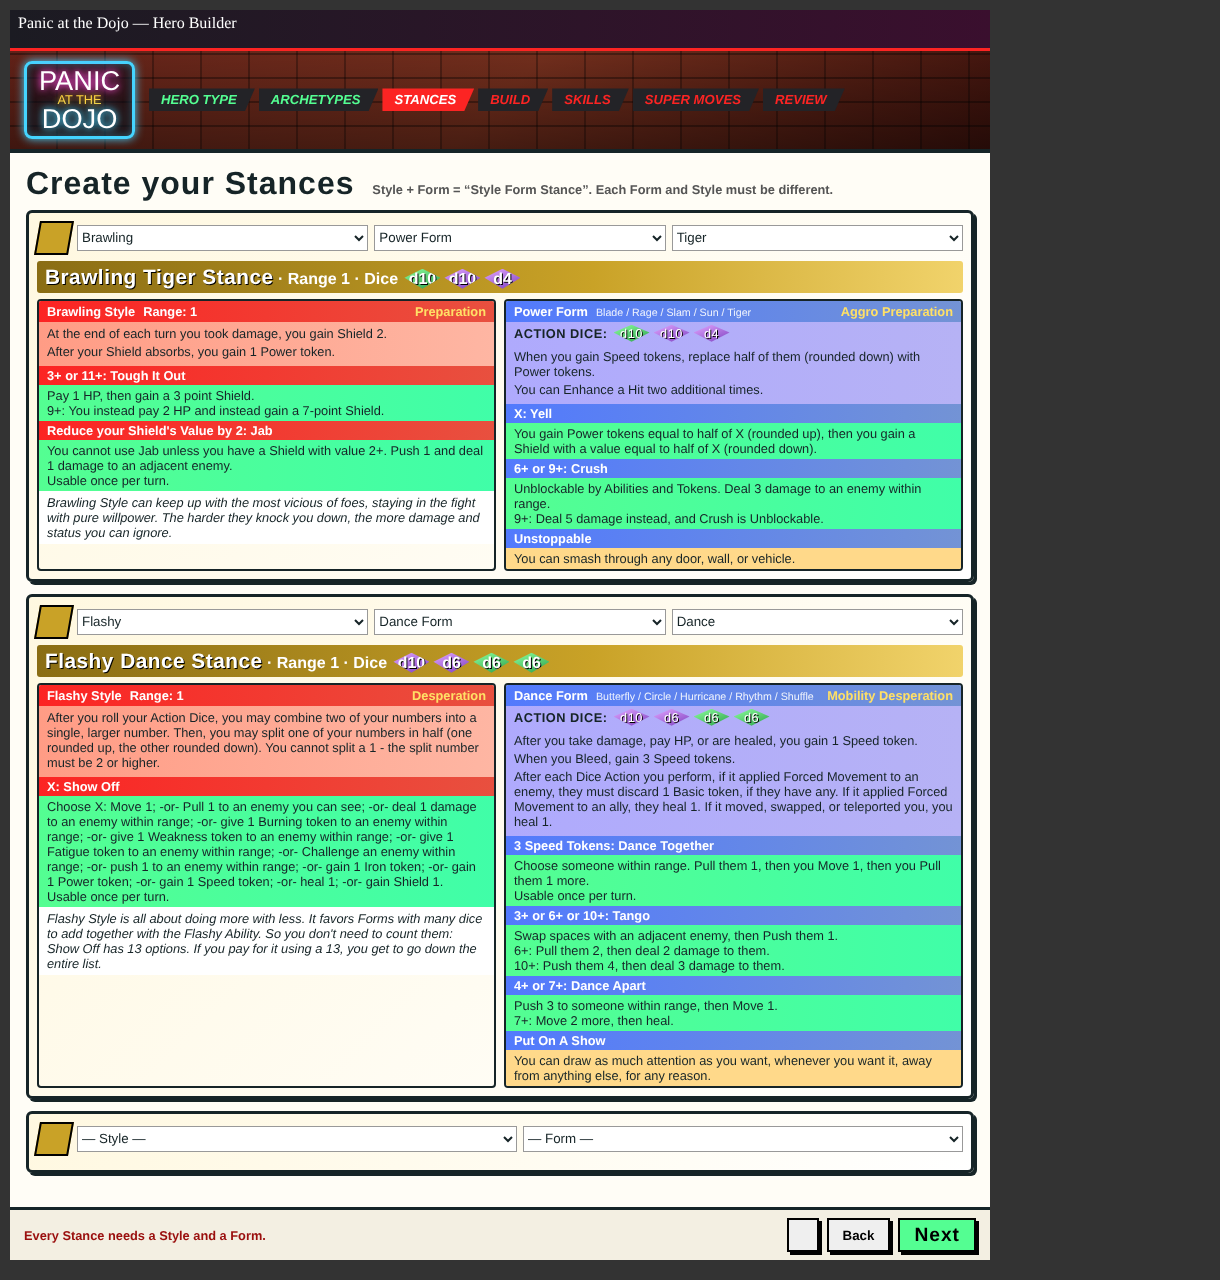 Panic at the Dojo — Hero Builder
PANIC
AT THE
DOJO
HERO TYPE
ARCHETYPES
STANCES
BUILD
SKILLS
SUPER MOVES
REVIEW
Create your Stances
Style + Form = “Style Form Stance”. Each Form and Style must be different.
Brawling
Power Form
Tiger
Brawling Tiger Stance · Range 1 · Dice d10 d10 d4
Brawling Style Range: 1 Preparation
At the end of each turn you took damage, you gain Shield 2.
After your Shield absorbs, you gain 1 Power token.
3+ or 11+: Tough It Out
Pay 1 HP, then gain a 3 point Shield.
9+: You instead pay 2 HP and instead gain a 7-point Shield.
Reduce your Shield's Value by 2: Jab
You cannot use Jab unless you have a Shield with value 2+. Push 1 and deal
1 damage to an adjacent enemy.
Usable once per turn.
Brawling Style can keep up with the most vicious of foes, staying in the fight
with pure willpower. The harder they knock you down, the more damage and
status you can ignore.
Power Form Blade / Rage / Slam / Sun / Tiger Aggro Preparation
ACTION DICE: d10 d10 d4
When you gain Speed tokens, replace half of them (rounded down) with
Power tokens.
You can Enhance a Hit two additional times.
X: Yell
You gain Power tokens equal to half of X (rounded up), then you gain a
Shield with a value equal to half of X (rounded down).
6+ or 9+: Crush
Unblockable by Abilities and Tokens. Deal 3 damage to an enemy within
range.
9+: Deal 5 damage instead, and Crush is Unblockable.
Unstoppable
You can smash through any door, wall, or vehicle.
Flashy
Dance Form
Dance
Flashy Dance Stance · Range 1 · Dice d10 d6 d6 d6
Flashy Style Range: 1 Desperation
After you roll your Action Dice, you may combine two of your numbers into a
single, larger number. Then, you may split one of your numbers in half (one
rounded up, the other rounded down). You cannot split a 1 - the split number
must be 2 or higher.
X: Show Off
Choose X: Move 1; -or- Pull 1 to an enemy you can see; -or- deal 1 damage
to an enemy within range; -or- give 1 Burning token to an enemy within
range; -or- give 1 Weakness token to an enemy within range; -or- give 1
Fatigue token to an enemy within range; -or- Challenge an enemy within
range; -or- push 1 to an enemy within range; -or- gain 1 Iron token; -or- gain
1 Power token; -or- gain 1 Speed token; -or- heal 1; -or- gain Shield 1.
Usable once per turn.
Flashy Style is all about doing more with less. It favors Forms with many dice
to add together with the Flashy Ability. So you don't need to count them:
Show Off has 13 options. If you pay for it using a 13, you get to go down the
entire list.
Dance Form Butterfly / Circle / Hurricane / Rhythm / Shuffle Mobility Desperation
ACTION DICE: d10 d6 d6 d6
After you take damage, pay HP, or are healed, you gain 1 Speed token.
When you Bleed, gain 3 Speed tokens.
After each Dice Action you perform, if it applied Forced Movement to an
enemy, they must discard 1 Basic token, if they have any. If it applied Forced
Movement to an ally, they heal 1. If it moved, swapped, or teleported you, you
heal 1.
3 Speed Tokens: Dance Together
Choose someone within range. Pull them 1, then you Move 1, then you Pull
them 1 more.
Usable once per turn.
3+ or 6+ or 10+: Tango
Swap spaces with an adjacent enemy, then Push them 1.
6+: Pull them 2, then deal 2 damage to them.
10+: Push them 4, then deal 3 damage to them.
4+ or 7+: Dance Apart
Push 3 to someone within range, then Move 1.
7+: Move 2 more, then heal.
Put On A Show
You can draw as much attention as you want, whenever you want it, away
from anything else, for any reason.
— Style —
— Form —
Every Stance needs a Style and a Form.
Back
Next